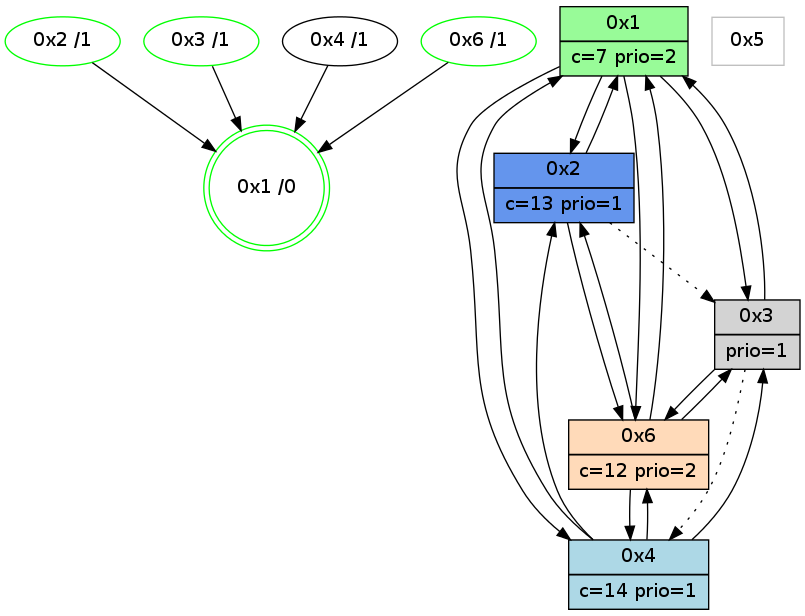 0x2 /1
0x3 /1
0x4 /1
0x6 /1
0x1
c=7 prio=2
0x5
0x1 /0
0x2
c=13 prio=1
0x3
prio=1
0x6
c=12 prio=2
0x4
c=14 prio=1